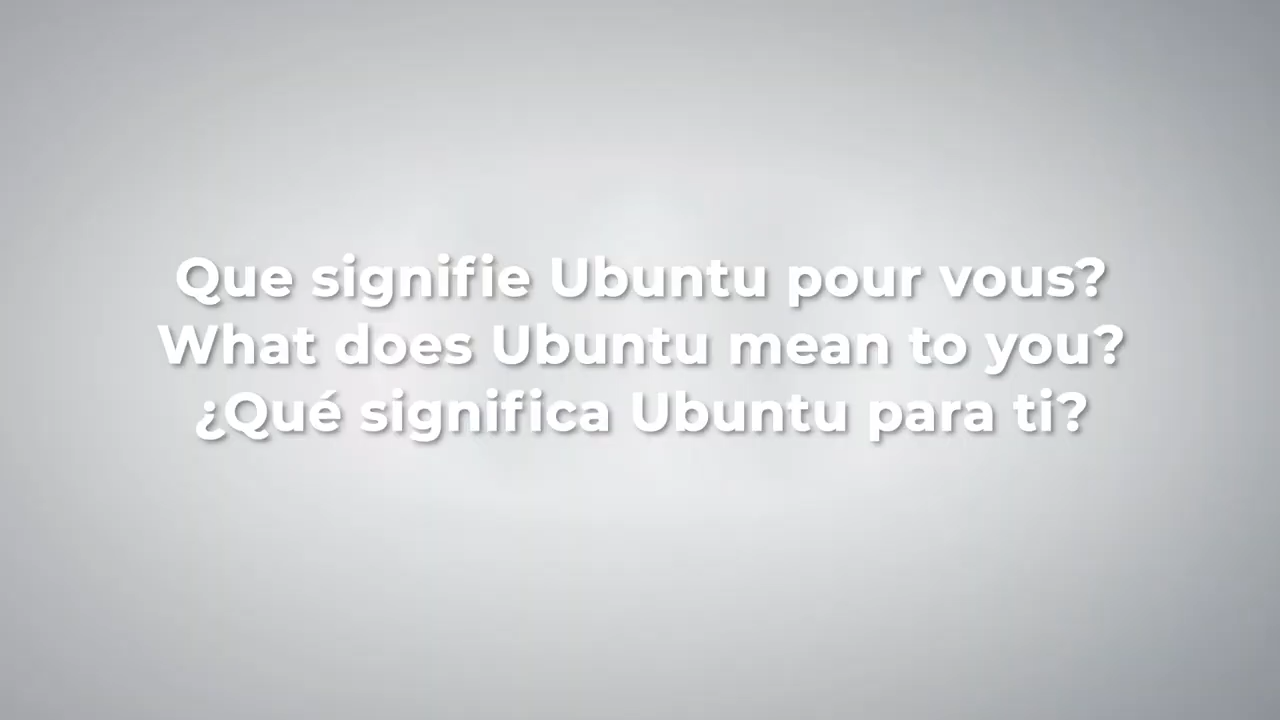 Que signifie Ubuntu pour vous?
What does Ubuntu mean to you?
¿Qué significa Ubuntu para ti?